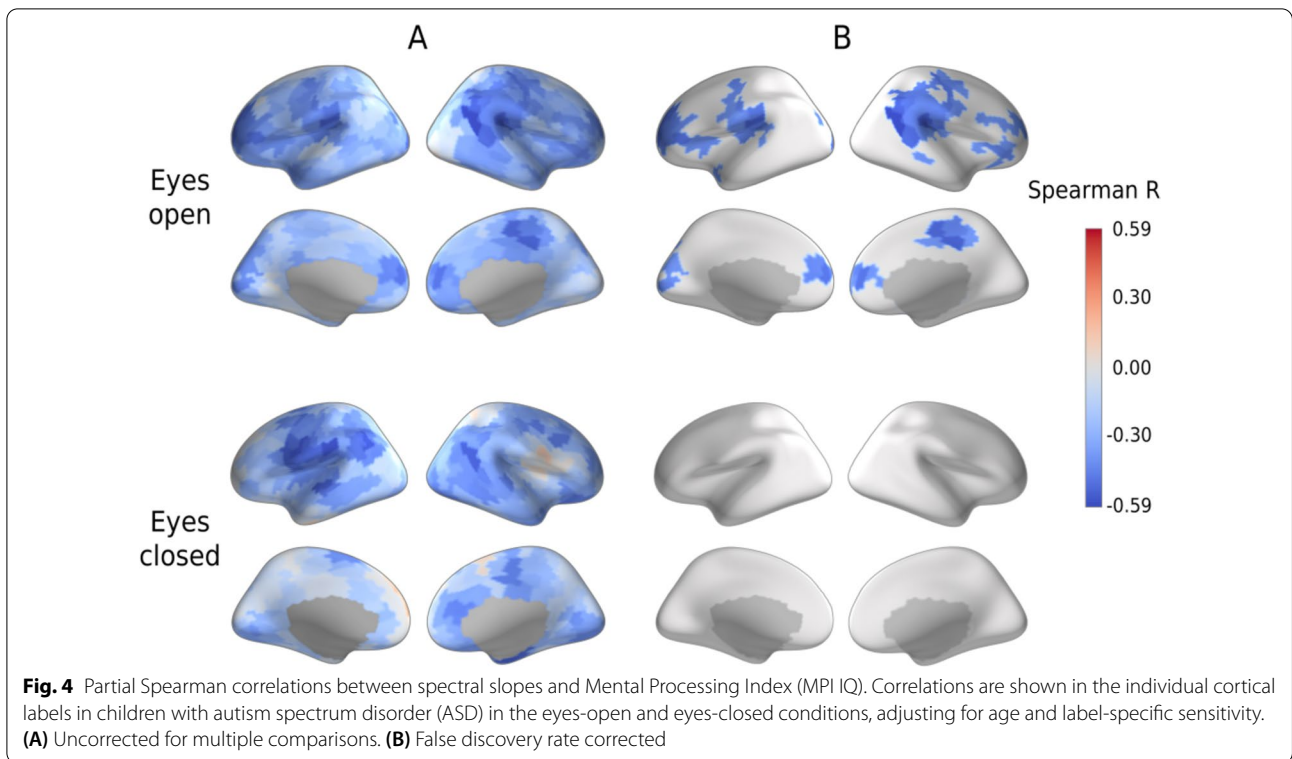 A
B
Eyes
open
Spearman R
0.59
0.30
0.00
-0.30
-0.59
Eyes
closed
Fig. 4 Partial Spearman correlations between spectral slopes and Mental Processing Index (MPI IQ). Correlations are shown in the individual cortical
labels in children with autism spectrum disorder (ASD) in the eyes-open and eyes-closed conditions, adjusting for age and label-specific sensitivity.
(A) Uncorrected for multiple comparisons. (B) False discovery rate corrected